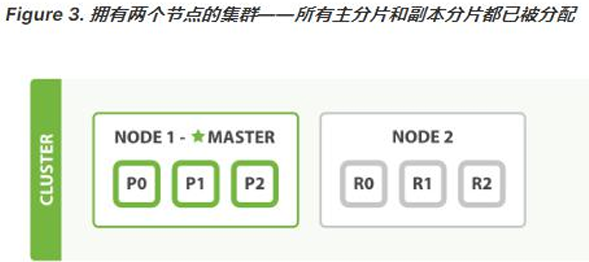 Figure 3. 拥有两个节点的集群——所有主分片和副本分片都已被分配
CLUSTER
NODE 1 - ★ MASTER
P0 P1 P2
NODE 2
R0 R1 R2